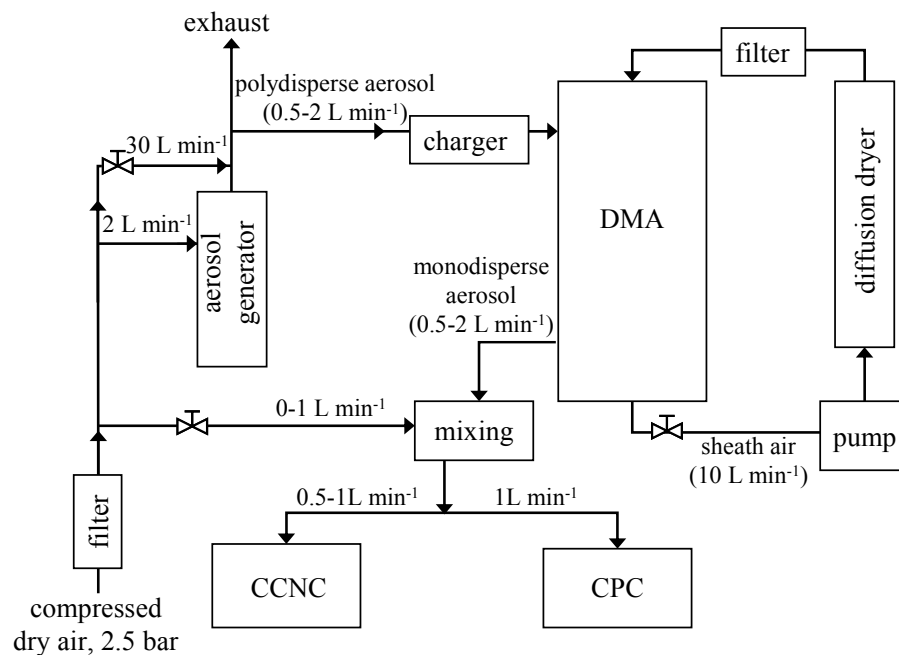 exhaust
filter
polydisperse aerosol
(0.5-2 L min-1)
30 L min-1
charger
2 L min-1
aerosol
generator
DMA
diffusion dryer
monodisperse
aerosol
(0.5-2 L min-1)
0-1 L min-1
mixing
pump
sheath air
(10 L min-1)
filter
0.5-1L min-1
1L min-1
CCNC
CPC
compressed
dry air, 2.5 bar